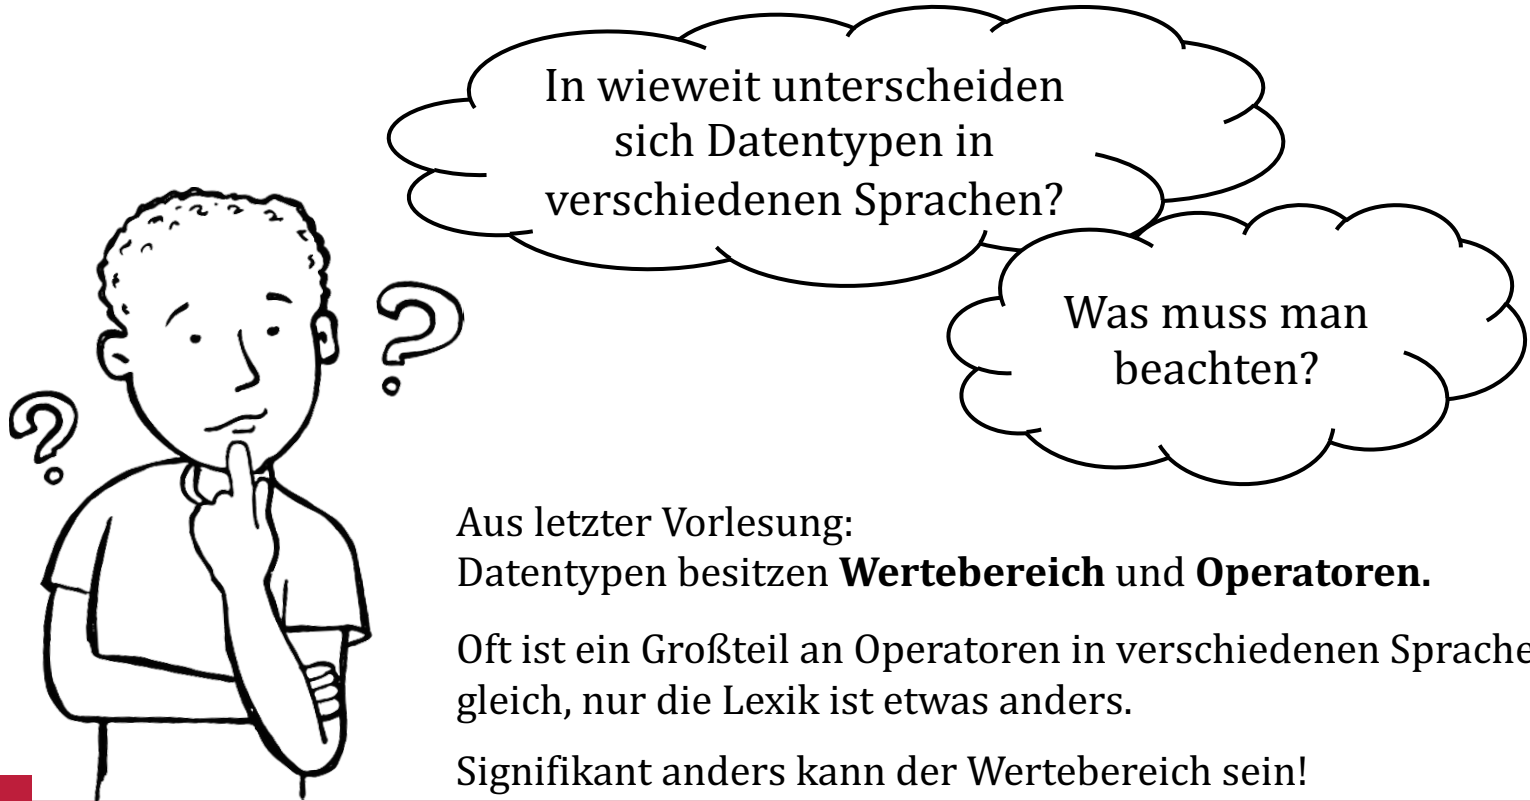 In wieweit unterscheiden
sich Datentypen in
verschiedenen Sprachen?
Was muss man
beachten?
?
?
Aus letzter Vorlesung:
Datentypen besitzen Wertebereich und Operatoren.
Oft ist ein Großteil an Operatoren in verschiedenen Sprache
gleich, nur die Lexik ist etwas anders.
Signifikant anders kann der Wertebereich sein!